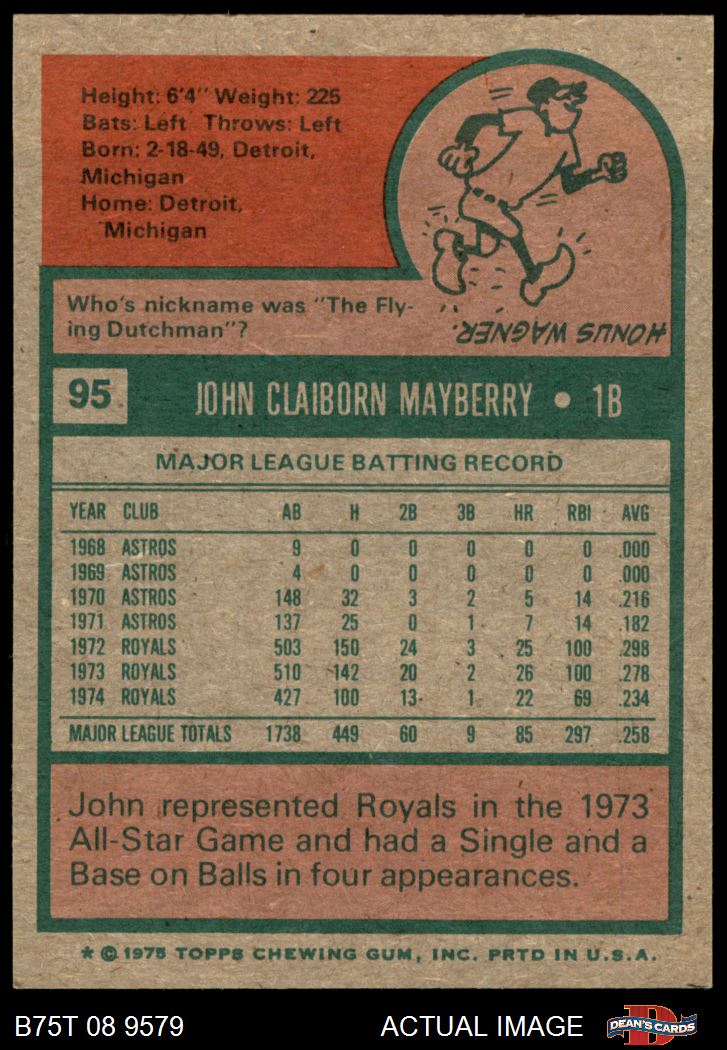 Height: 6'4" Weight: 225
Bats: Left Throws: Left
Born: 2-18-49, Detroit,
Michigan
Home: Detroit,
Michigan
Who's nickname was "The Fly-
ing Dutchman"?
HONUS WAGNER.
95 JOHN CLAIBORN MAYBERRY • 1B
MAJOR LEAGUE BATTING RECORD
YEAR CLUB AB H 2B 3B HR RBI AVG
1968 ASTROS 9 0 0 0 0 0 .000
1969 ASTROS 4 0 0 0 0 0 .000
1970 ASTROS 148 32 3 2 5 14 .216
1971 ASTROS 137 25 0 1 7 14 .182
1972 ROYALS 503 150 24 3 25 100 .298
1973 ROYALS 510 142 20 2 26 100 .278
1974 ROYALS 427 100 13 1 22 69 .234
MAJOR LEAGUE TOTALS 1738 449 60 9 85 297 .258
John represented Royals in the 1973
All-Star Game and had a Single and a
Base on Balls in four appearances.
* © 1975 TOPPS CHEWING GUM, INC. PRTD IN U.S.A.
B75T 08 9579 ACTUAL IMAGE
D
DEAN'S CARDS